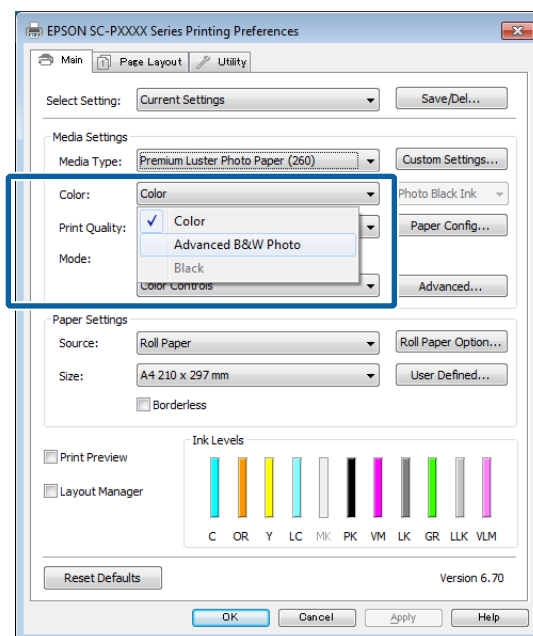 EPSON SC-PXXXX Series Printing Preferences
Main Page Layout Utility
Select Setting: Current Settings Save/Del...
Media Settings
Media Type: Premium Luster Photo Paper (260) Custom Settings...
Color: Color Photo Black Ink
Print Quality: Color Paper Config...
Advanced B&W Photo
Mode: Black
Color Controls Advanced...
Paper Settings
Source: Roll Paper Roll Paper Option...
Size: A4 210 x 297 mm User Defined...
Borderless
Ink Levels
Print Preview
Layout Manager
C OR Y LC MK PK VM LK GR LLK VLM
Reset Defaults Version 6.70
OK Cancel Apply Help